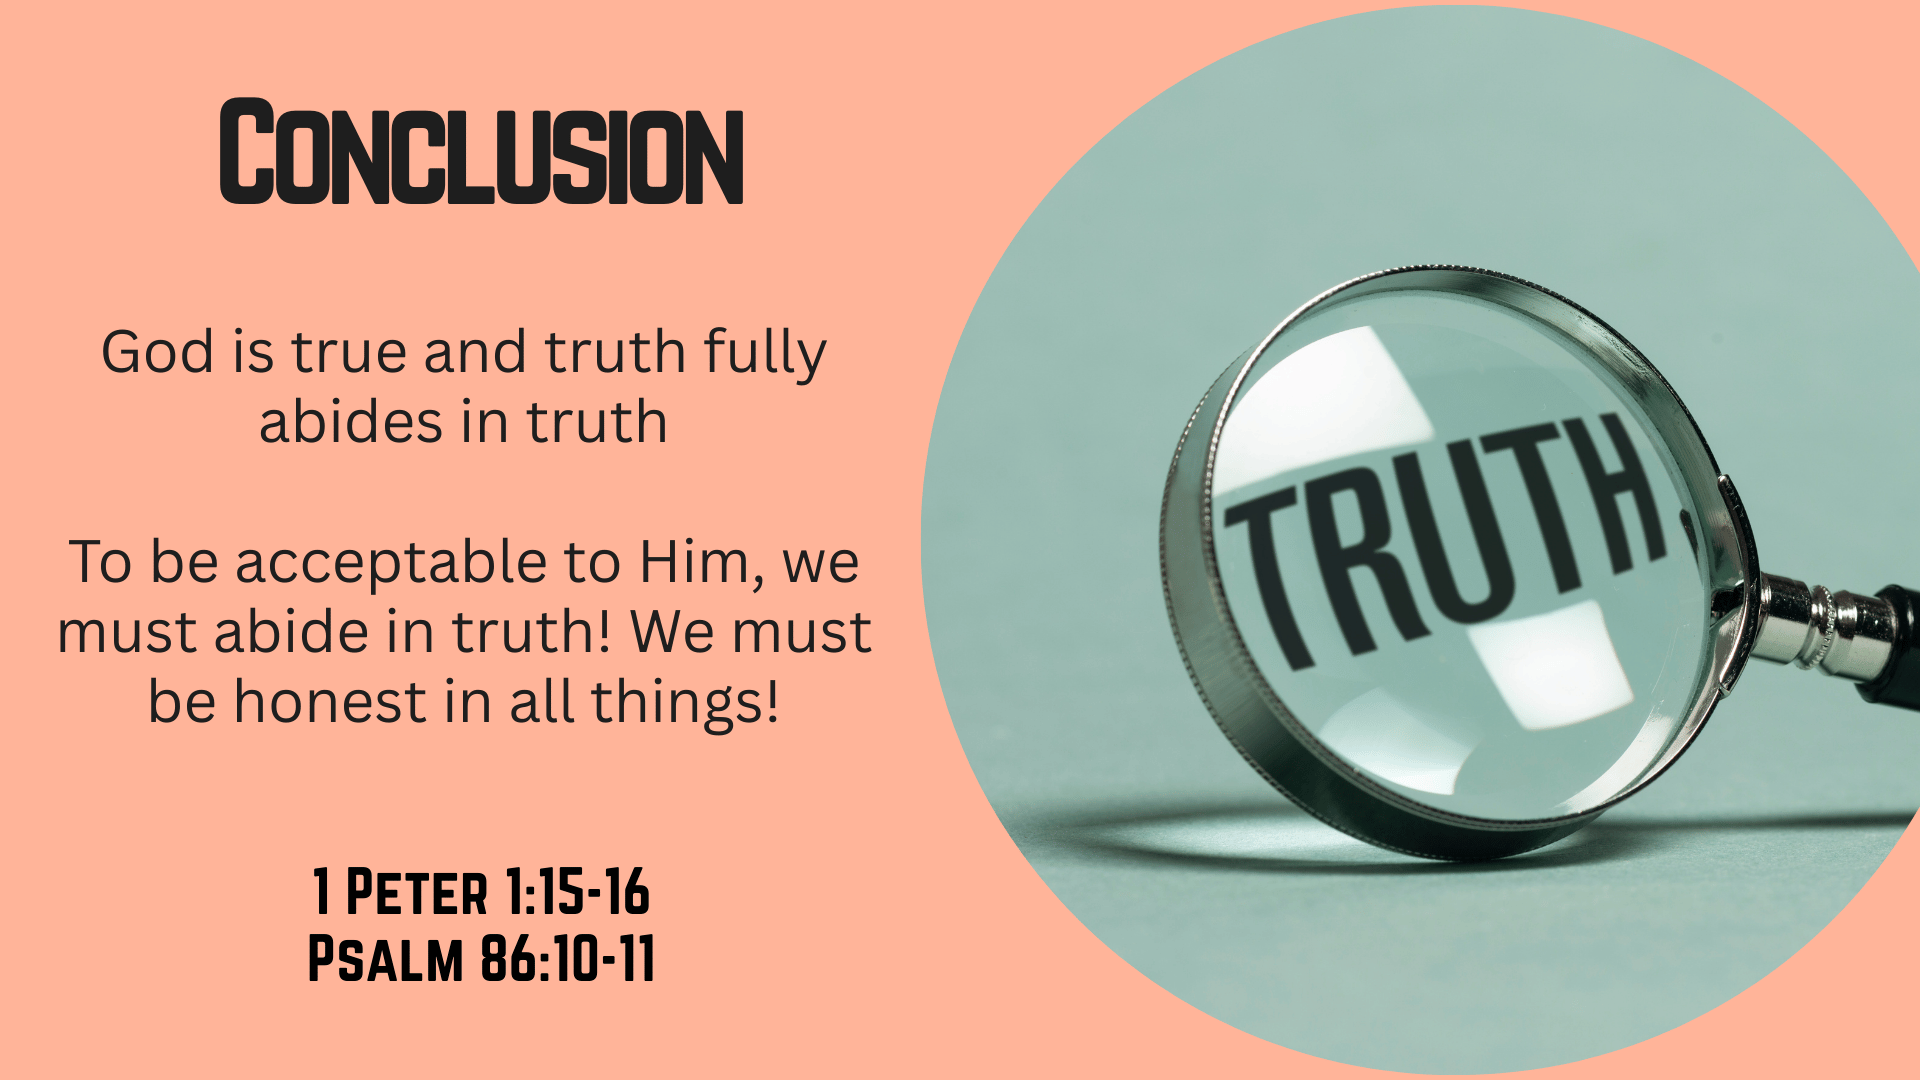 Conclusion
God is true and truth fully
abides in truth
To be acceptable to Him, we
must abide in truth! We must
be honest in all things!
1 Peter 1:15-16
Psalm 86:10-11
TRUTH